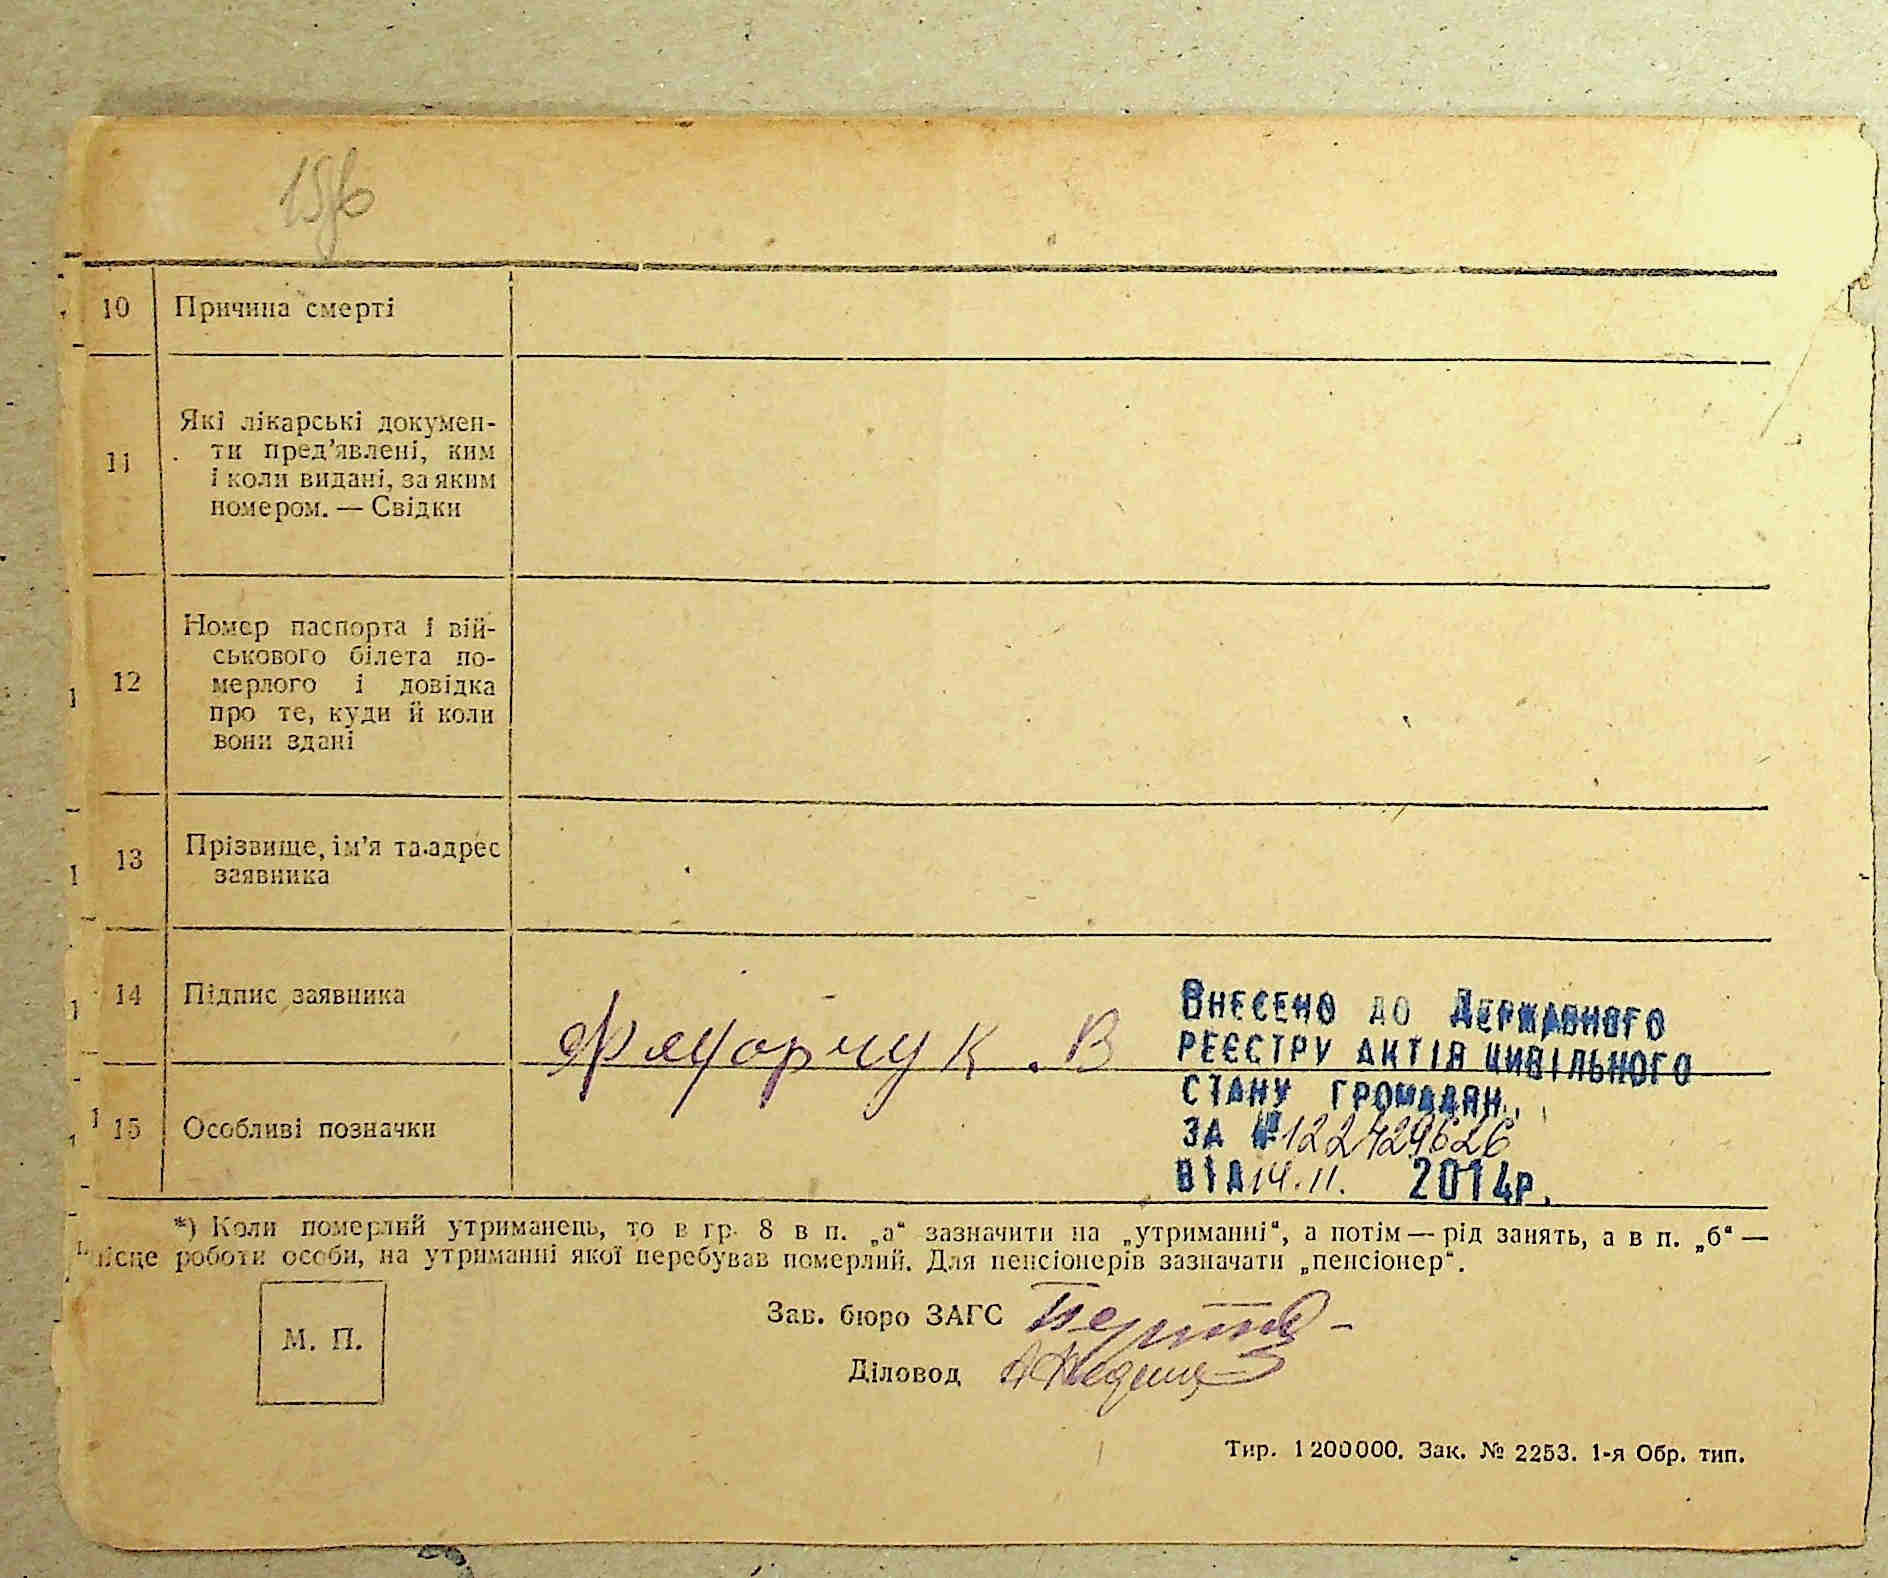 10 Причина смерті
11 Які лікарські докумен-
ти пред'явлені, ким
і коли видані, за яким
номером. — Свідки
12 Номер паспорта і вій-
ськового білета по-
мерлого і довідка
про те, куди й коли
вони здані
13 Прізвище, ім'я та адрес
заявника
14 Підпис заявника
В
Внесено до Державного
реєстру актів цивільного
стану громадян.
за № 122429626
від 14.11. 2014р.
15 Особливі позначки
*) Коли померлий утриманець, то в гр. 8 в п. „а“ зазначити на „утриманні“, а потім — рід занять, а в п. „б“ —
місце роботи особи, на утриманні якої перебував померлий. Для пенсіонерів зазначати „пенсіонер“.
М. П.
Зав. бюро ЗАГС
Діловод
Тир. 1200000. Зак. № 2253. 1-я Обр. тип.